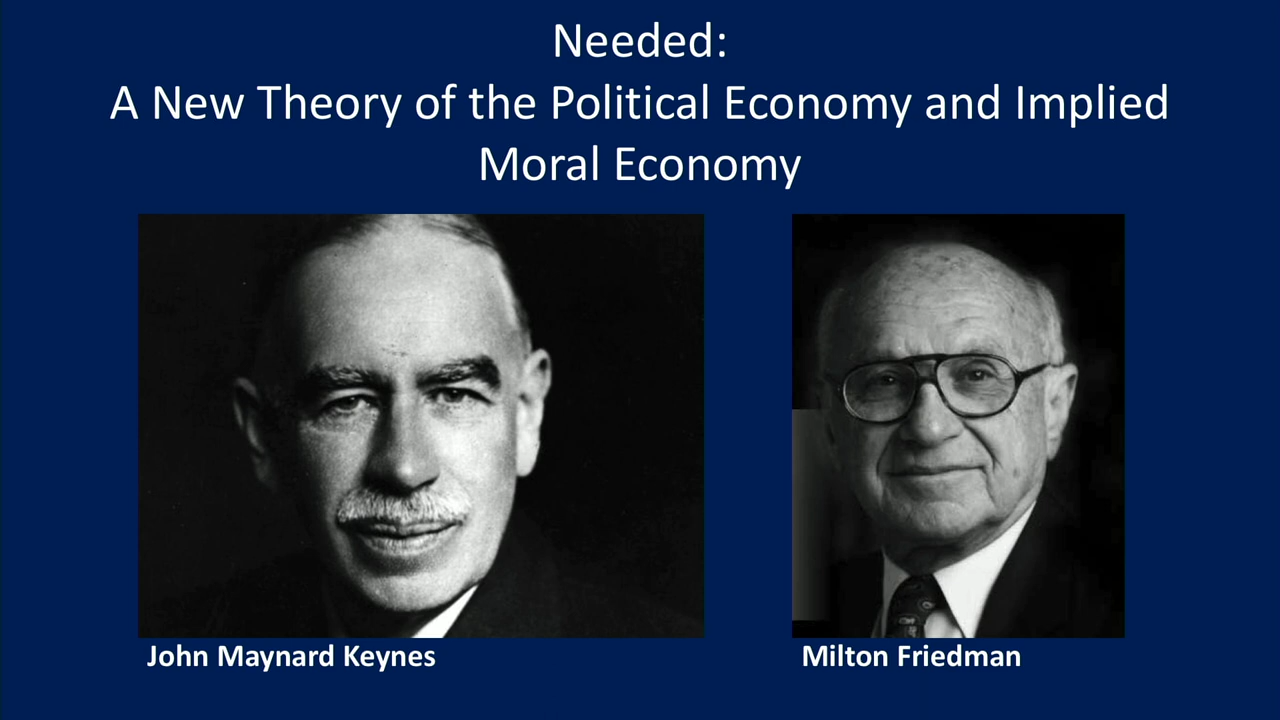 Needed:
A New Theory of the Political Economy and Implied
Moral Economy
John Maynard Keynes
Milton Friedman